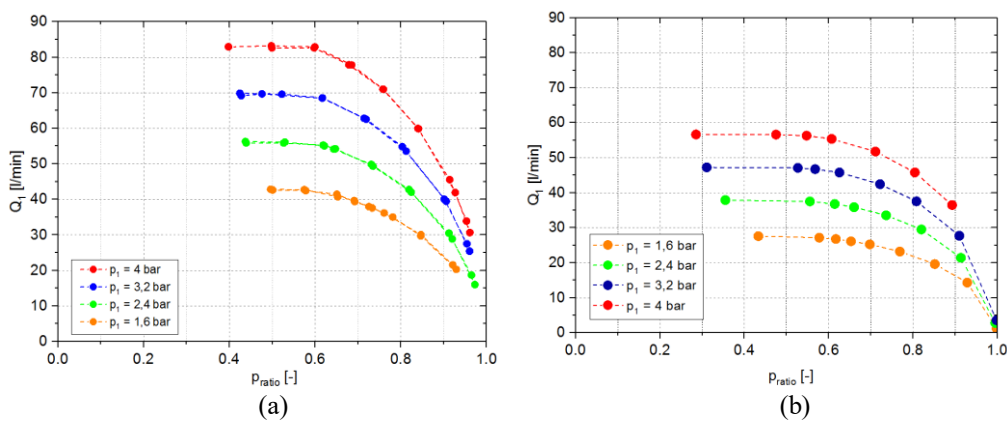 90
80
70
60
50
40
30
20
10
0
Q₁ [l/min]
p₁ = 4 bar
p₁ = 3,2 bar
p₁ = 2,4 bar
p₁ = 1,6 bar
0.0 0.2 0.4 0.6 0.8 1.0
pratio [-]
(a)
90
80
70
60
50
40
30
20
10
0
Q₁ [l/min]
p₁ = 1,6 bar
p₁ = 2,4 bar
p₁ = 3,2 bar
p₁ = 4 bar
0.0 0.2 0.4 0.6 0.8 1.0
pratio [-]
(b)